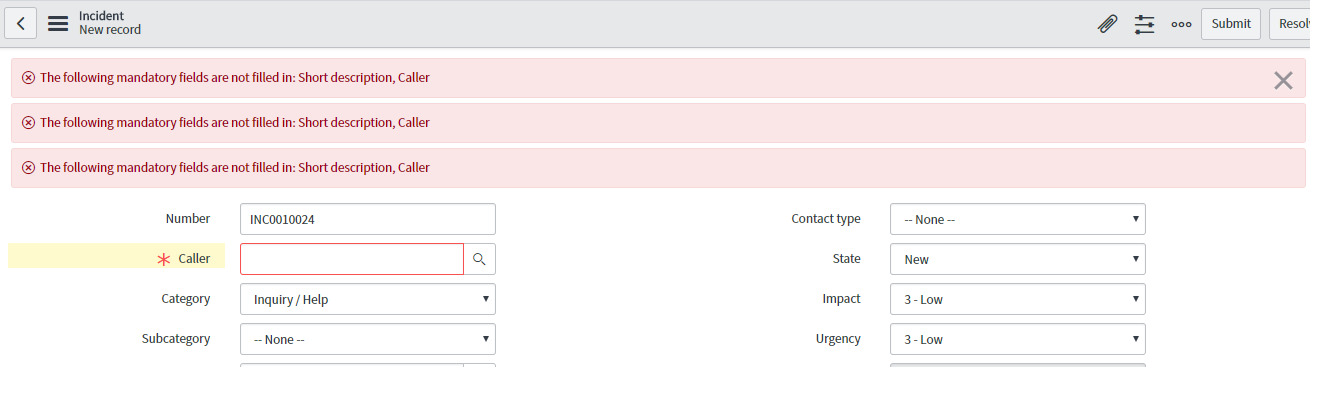 Incident
New record
Submit
Resol
The following mandatory fields are not filled in: Short description, Caller
The following mandatory fields are not filled in: Short description, Caller
The following mandatory fields are not filled in: Short description, Caller
Number INC0010024 Contact type -- None --
Caller State New
Category Inquiry / Help Impact 3 - Low
Subcategory -- None -- Urgency 3 - Low